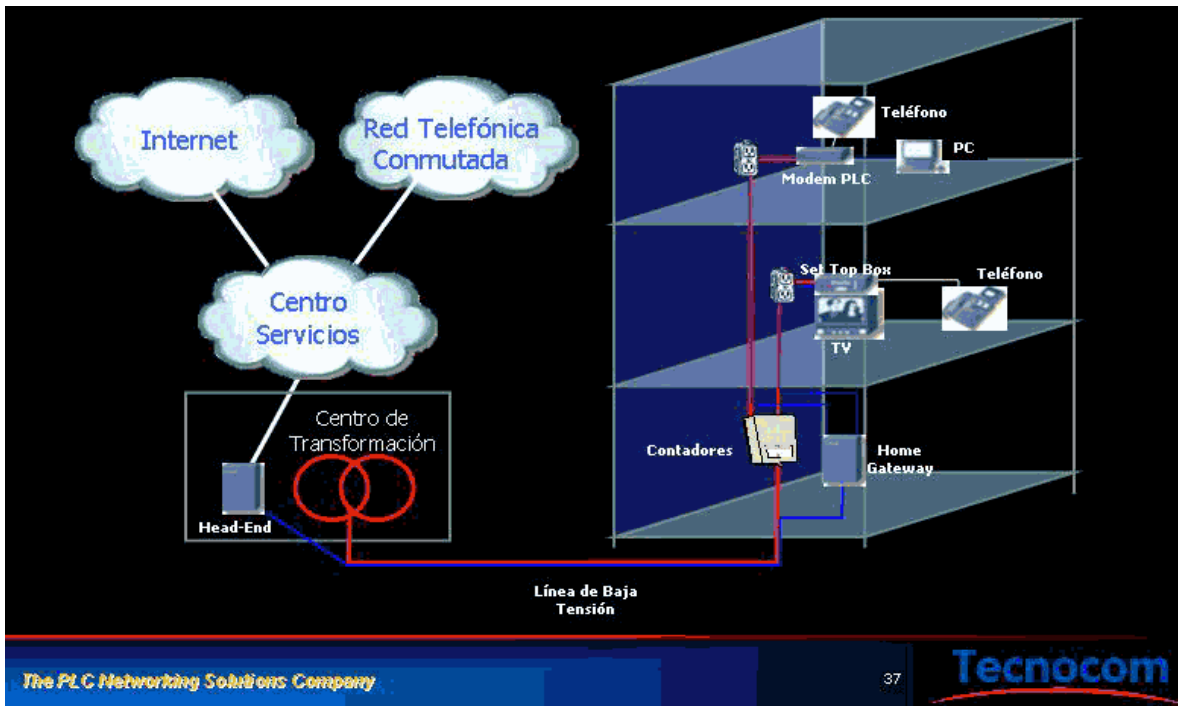 Internet
Red Telefónica
Conmutada
Centro
Servicios
Centro de
Transformación
Head-End
Línea de Baja
Tensión
Teléfono
PC
Modem PLC
Set Top Box
Teléfono
TV
Contadores
Home
Gateway
The PLC Networking Solutions Company
37
Tecnocom